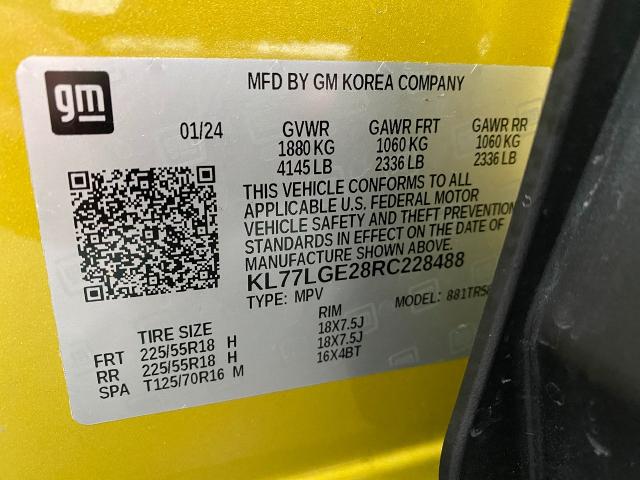 gm
MFD BY GM KOREA COMPANY
01/24 GVWR GAWR FRT GAWR RR
1880 KG 1060 KG 1060 KG
4145 LB 2336 LB 2336 LB
THIS VEHICLE CONFORMS TO ALL
APPLICABLE U.S. FEDERAL MOTOR
VEHICLE SAFETY AND THEFT PREVENTION
STANDARDS IN EFFECT ON THE DATE OF
MANUFACTURE SHOWN ABOVE.
KL77LGE28RC228488
TYPE: MPV MODEL:
TIRE SIZE RIM
FRT 225/55R18 H 18X7.5J
RR 225/55R18 H 18X7.5J
SPA T125/70R16 M 16X4BT